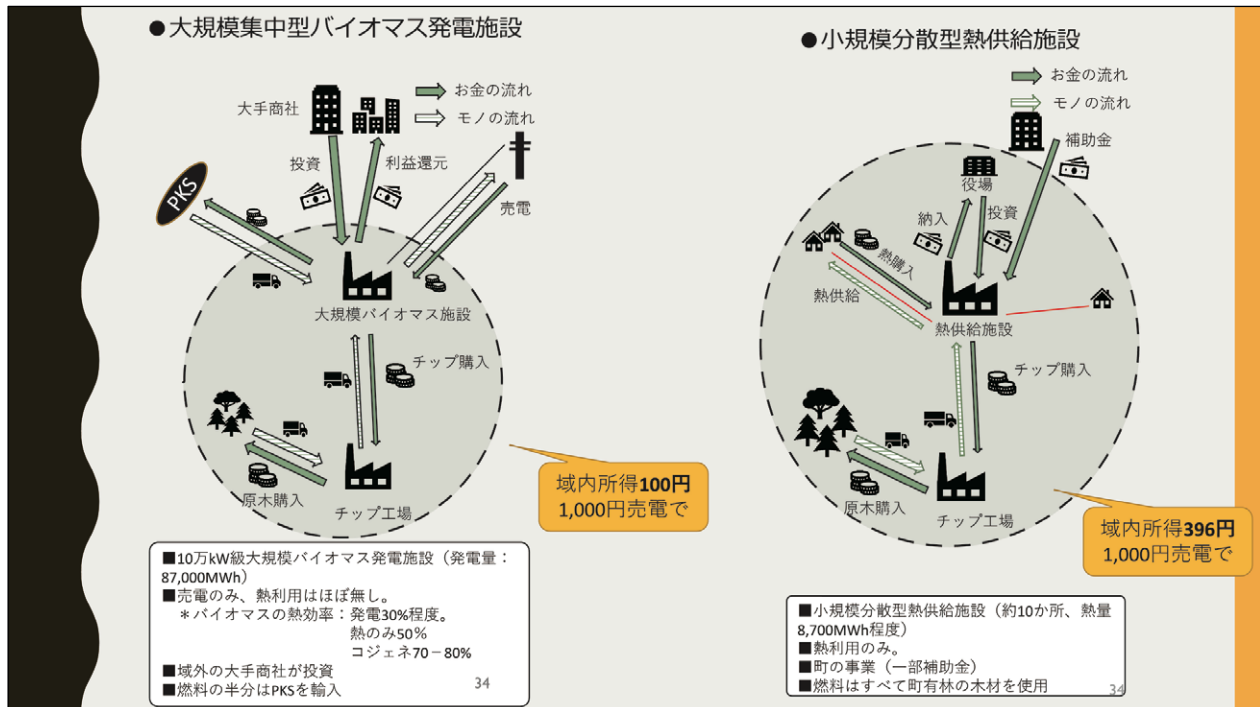 ●大規模集中型バイオマス発電施設
お金の流れ
モノの流れ
大手商社
投資
利益還元
売電
PKS
大規模バイオマス施設
チップ購入
原木購入
チップ工場
域内所得100円
1,000円売電で
■10万kW級大規模バイオマス発電施設（発電量：
87,000MWh）
■売電のみ、熱利用はほぼ無し。
＊バイオマスの熱効率：発電30%程度。
熱のみ50％
コジェネ70－80%
■域外の大手商社が投資
■燃料の半分はPKSを輸入
34
●小規模分散型熱供給施設
お金の流れ
モノの流れ
補助金
役場
納入
投資
熱購入
熱供給
熱供給施設
チップ購入
原木購入
チップ工場
域内所得396円
1,000円売電で
■小規模分散型熱供給施設（約10か所、熱量
8,700MWh程度）
■熱利用のみ。
■町の事業（一部補助金）
■燃料はすべて町有林の木材を使用
34